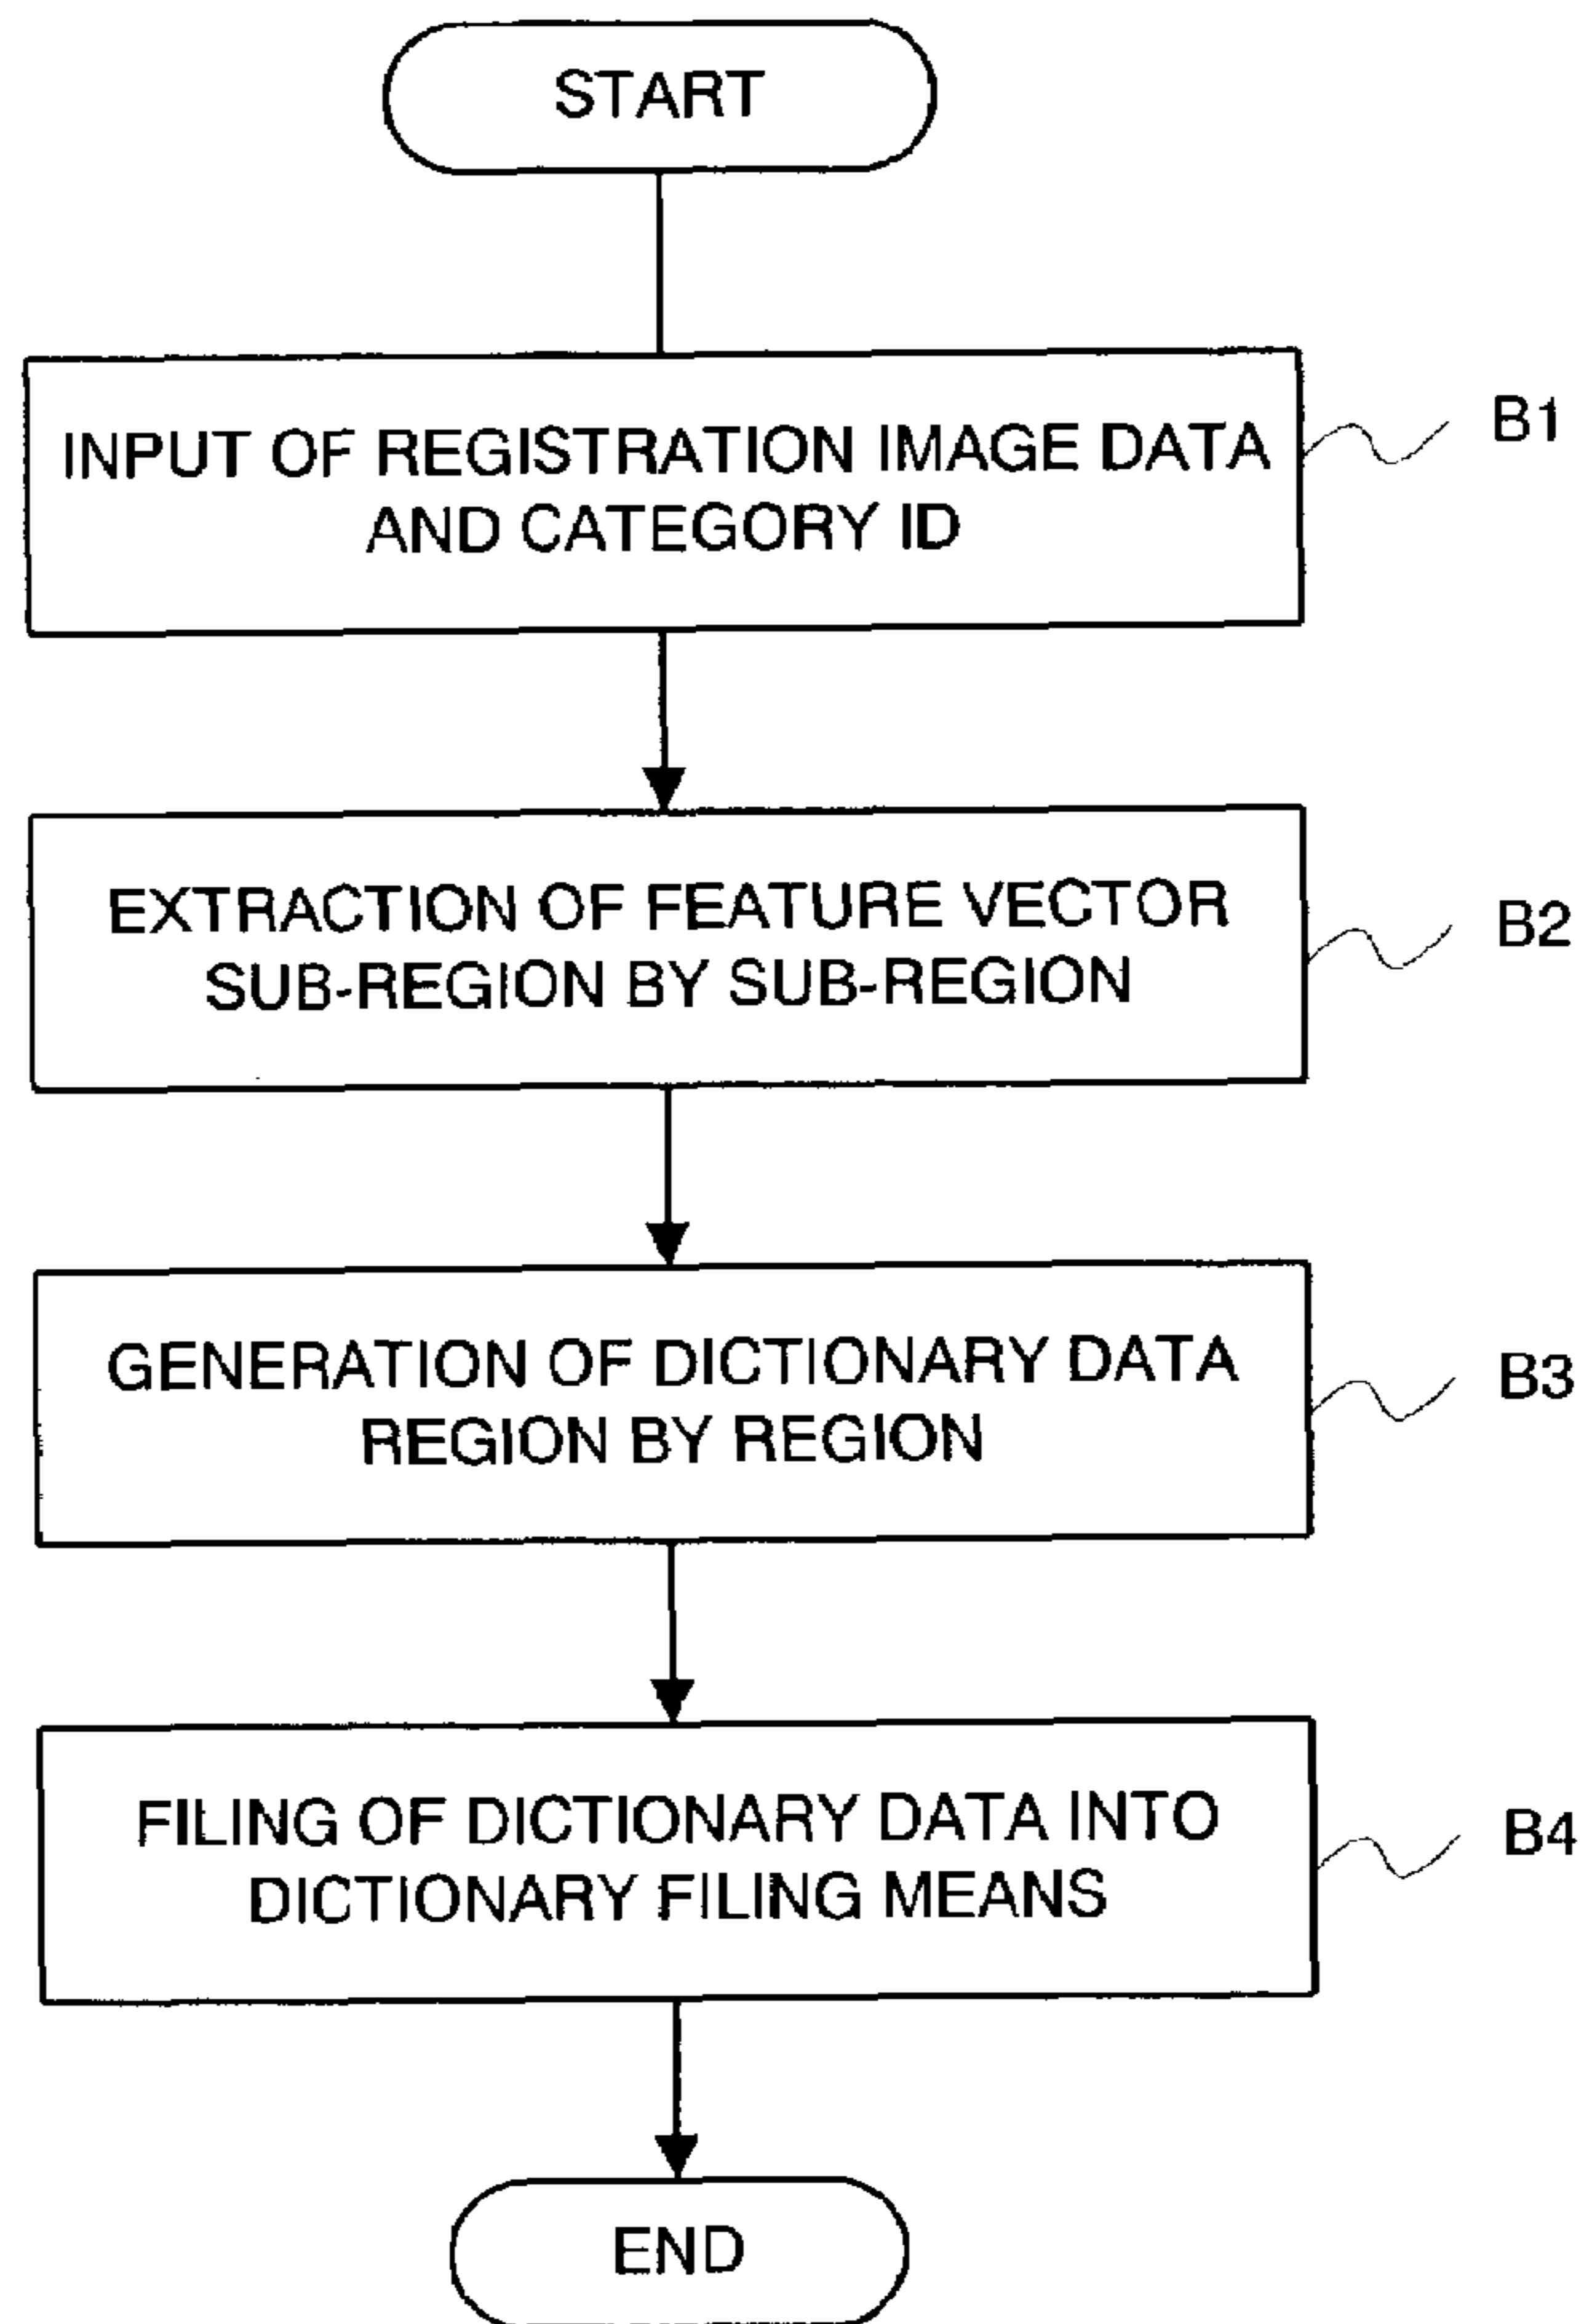 START
INPUT OF REGISTRATION IMAGE DATA
AND CATEGORY ID
B1
EXTRACTION OF FEATURE VECTOR
SUB-REGION BY SUB-REGION
B2
GENERATION OF DICTIONARY DATA
REGION BY REGION
B3
FILING OF DICTIONARY DATA INTO
DICTIONARY FILING MEANS
B4
END